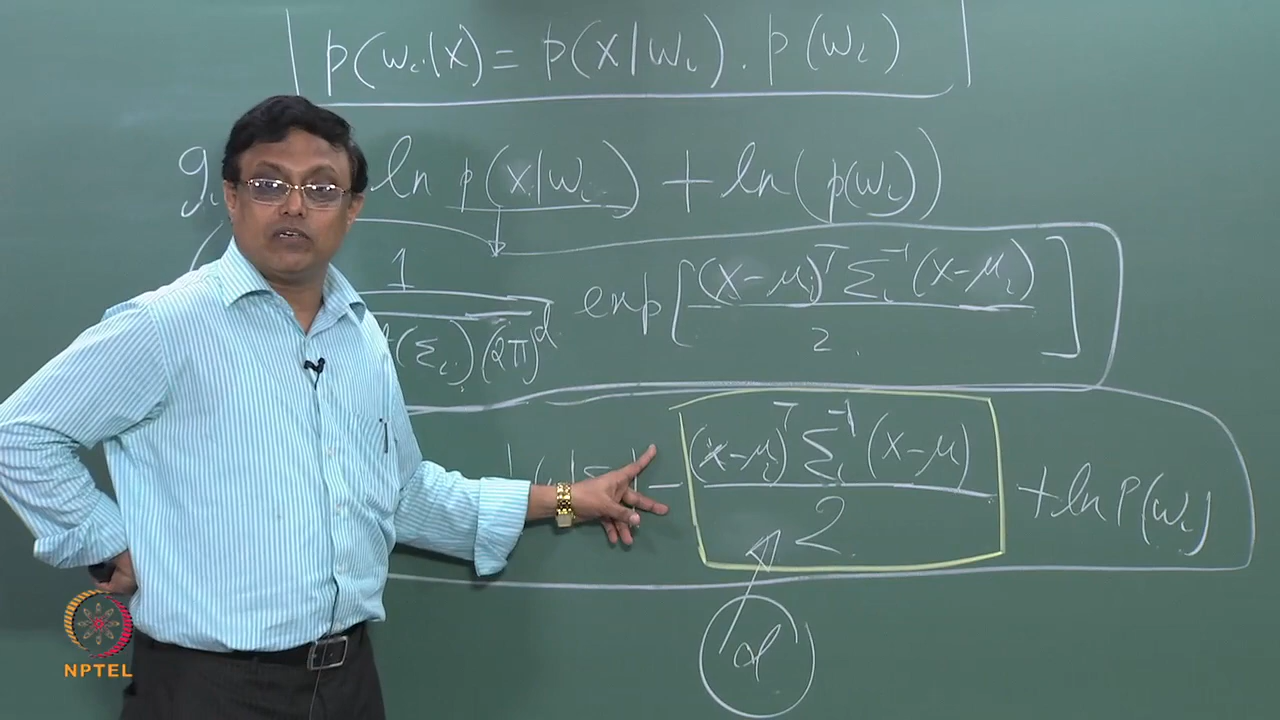 p(ωᵢ|x) = p(x|ωᵢ) . p(ωᵢ)
gᵢ ln p(x|ωᵢ) + ln(p(ωᵢ))
1 / (Σᵢ)(2π)^d exp[(x-μᵢ)^T Σᵢ^-1 (x-μᵢ) / 2]
- (x-μᵢ)^T Σᵢ^-1 (x-μ) / 2 + ln P(ωᵢ)
d
NPTEL